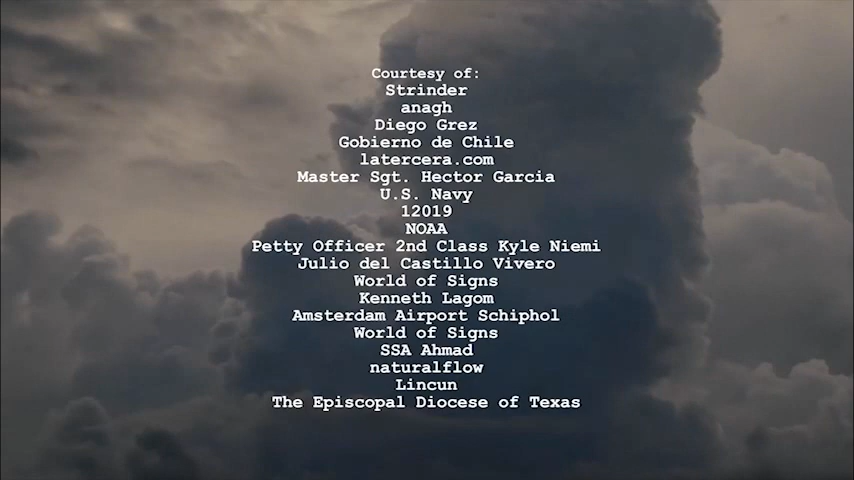 Courtesy of:
Strinder
anagh
Diego Grez
Gobierno de Chile
latercera.com
Master Sgt. Hector Garcia
U.S. Navy
12019
NOAA
Petty Officer 2nd Class Kyle Niemi
Julio del Castillo Vivero
World of Signs
Kenneth Lagom
Amsterdam Airport Schiphol
World of Signs
SSA Ahmad
naturalflow
Lincun
The Episcopal Diocese of Texas